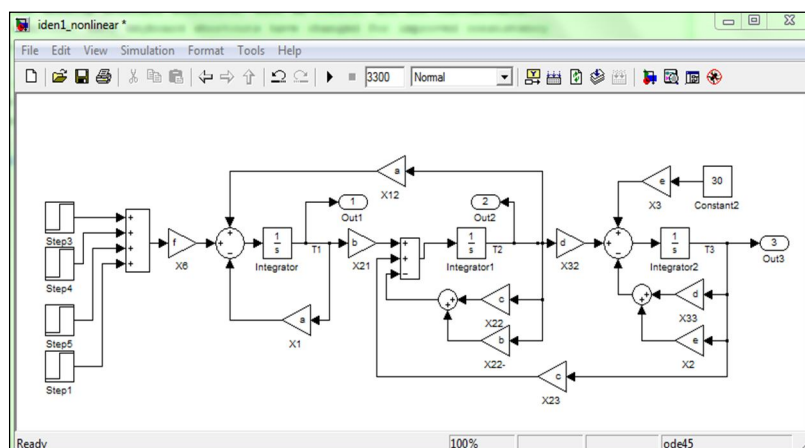 iden1_nonlinear *
File Edit View Simulation Format Tools Help
3300 Normal
a
X12
1
Out1
2
Out2
e
X3
30
Constant2
Step3
Step4
Step5
Step1
f
X6
1
s
Integrator
T1
b
X21
1
s
Integrator1
T2
d
X32
1
s
Integrator2
T3
3
Out3
a
X1
c
X22
b
X22-
d
X33
e
X2
c
X23
Ready 100% ode45